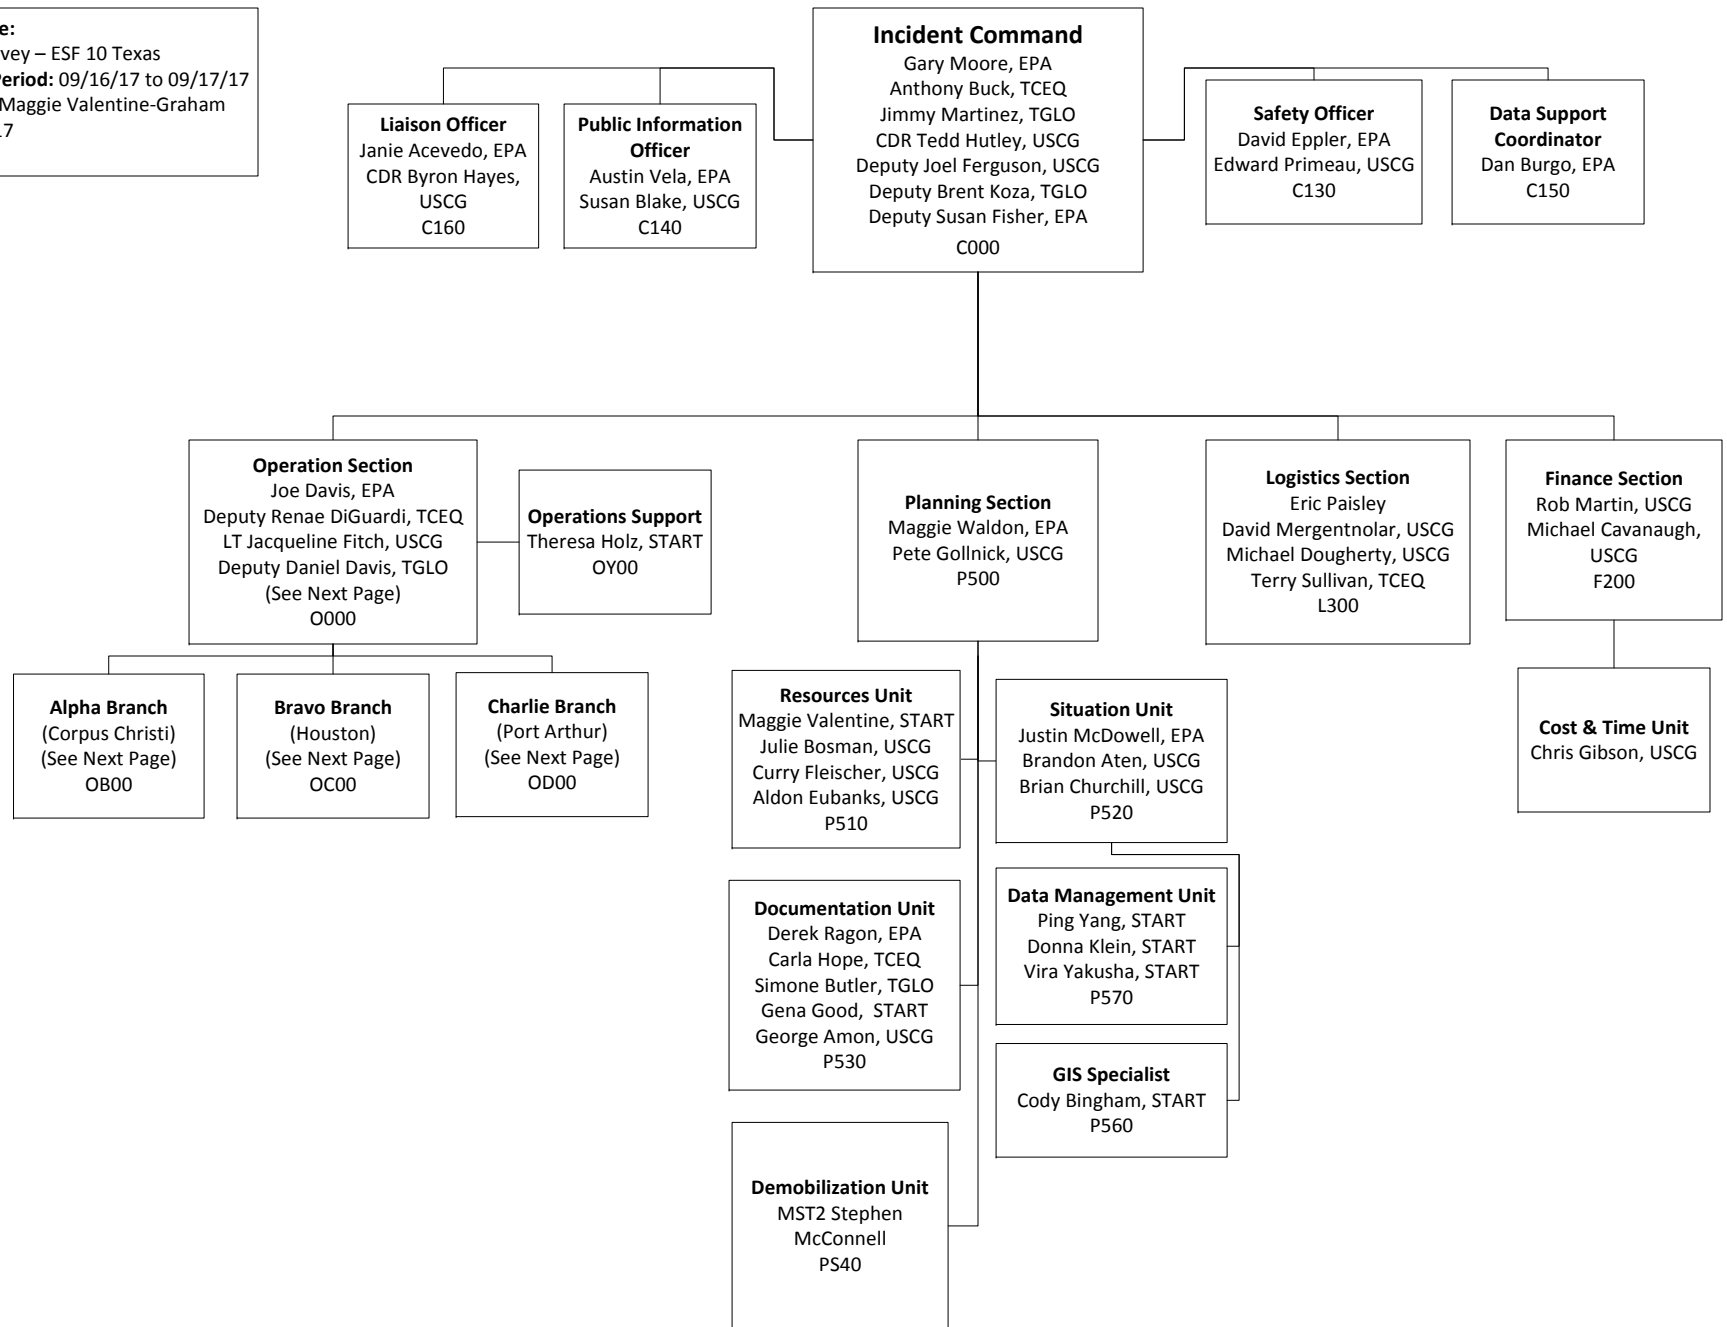 e:
vey – ESF 10 Texas
Period: 09/16/17 to 09/17/17
Maggie Valentine-Graham
17
Incident Command
Gary Moore, EPA
Anthony Buck, TCEQ
Jimmy Martinez, TGLO
CDR Tedd Hutley, USCG
Deputy Joel Ferguson, USCG
Deputy Brent Koza, TGLO
Deputy Susan Fisher, EPA
C000
Liaison Officer
Janie Acevedo, EPA
CDR Byron Hayes,
USCG
C160
Public Information
Officer
Austin Vela, EPA
Susan Blake, USCG
C140
Safety Officer
David Eppler, EPA
Edward Primeau, USCG
C130
Data Support
Coordinator
Dan Burgo, EPA
C150
Operation Section
Joe Davis, EPA
Deputy Renae DiGuardi, TCEQ
LT Jacqueline Fitch, USCG
Deputy Daniel Davis, TGLO
(See Next Page)
O000
Operations Support
Theresa Holz, START
OY00
Planning Section
Maggie Waldon, EPA
Pete Gollnick, USCG
P500
Logistics Section
Eric Paisley
David Mergentnolar, USCG
Michael Dougherty, USCG
Terry Sullivan, TCEQ
L300
Finance Section
Rob Martin, USCG
Michael Cavanaugh,
USCG
F200
Alpha Branch
(Corpus Christi)
(See Next Page)
OB00
Bravo Branch
(Houston)
(See Next Page)
OC00
Charlie Branch
(Port Arthur)
(See Next Page)
OD00
Resources Unit
Maggie Valentine, START
Julie Bosman, USCG
Curry Fleischer, USCG
Aldon Eubanks, USCG
P510
Situation Unit
Justin McDowell, EPA
Brandon Aten, USCG
Brian Churchill, USCG
P520
Cost & Time Unit
Chris Gibson, USCG
Documentation Unit
Derek Ragon, EPA
Carla Hope, TCEQ
Simone Butler, TGLO
Gena Good, START
George Amon, USCG
P530
Data Management Unit
Ping Yang, START
Donna Klein, START
Vira Yakusha, START
P570
GIS Specialist
Cody Bingham, START
P560
Demobilization Unit
MST2 Stephen
McConnell
PS40